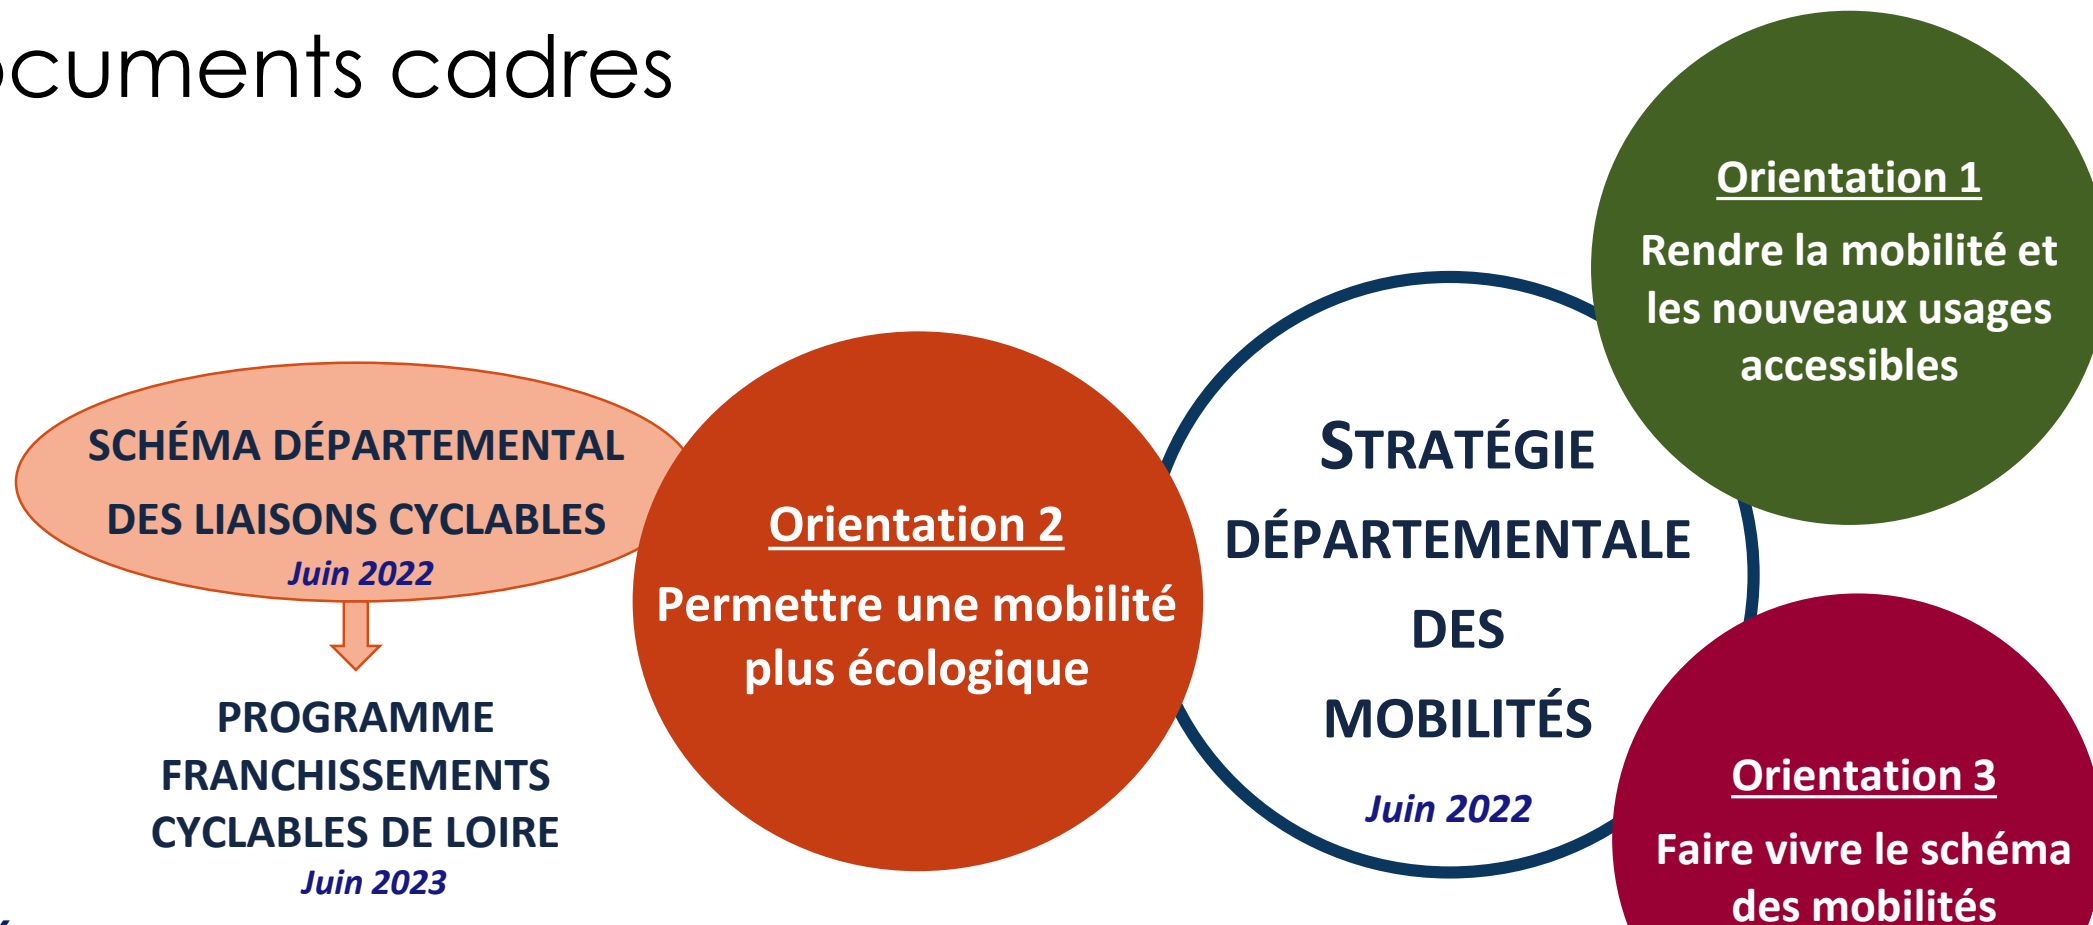 ocuments cadres
Orientation 1
Rendre la mobilité et
les nouveaux usages
accessibles
SCHÉMA DÉPARTEMENTAL
DES LIAISONS CYCLABLES
Juin 2022
PROGRAMME
FRANCHISSEMENTS
CYCLABLES DE LOIRE
Juin 2023
Orientation 2
Permettre une mobilité
plus écologique
STRATÉGIE
DÉPARTEMENTALE
DES
MOBILITÉS
Juin 2022
Orientation 3
Faire vivre le schéma
des mobilités